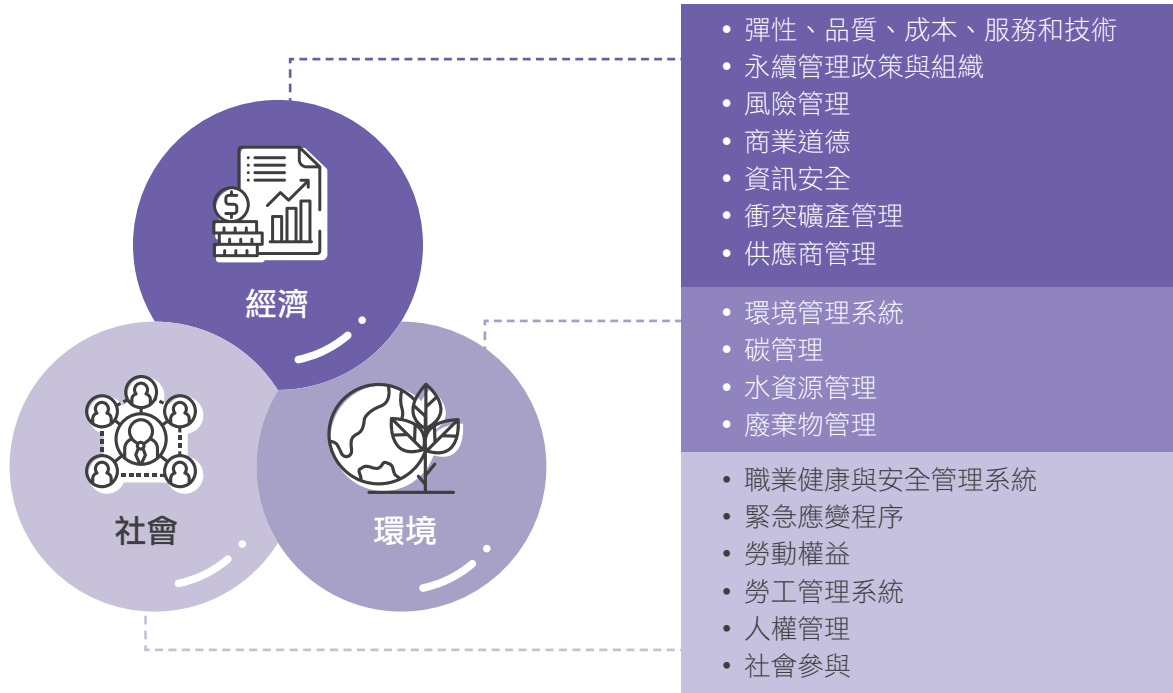 經濟
社會
環境
• 彈性、品質、成本、服務和技術
• 永續管理政策與組織
• 風險管理
• 商業道德
• 資訊安全
• 衝突礦產管理
• 供應商管理
• 環境管理系統
• 碳管理
• 水資源管理
• 廢棄物管理
• 職業健康與安全管理系統
• 緊急應變程序
• 勞動權益
• 勞工管理系統
• 人權管理
• 社會參與